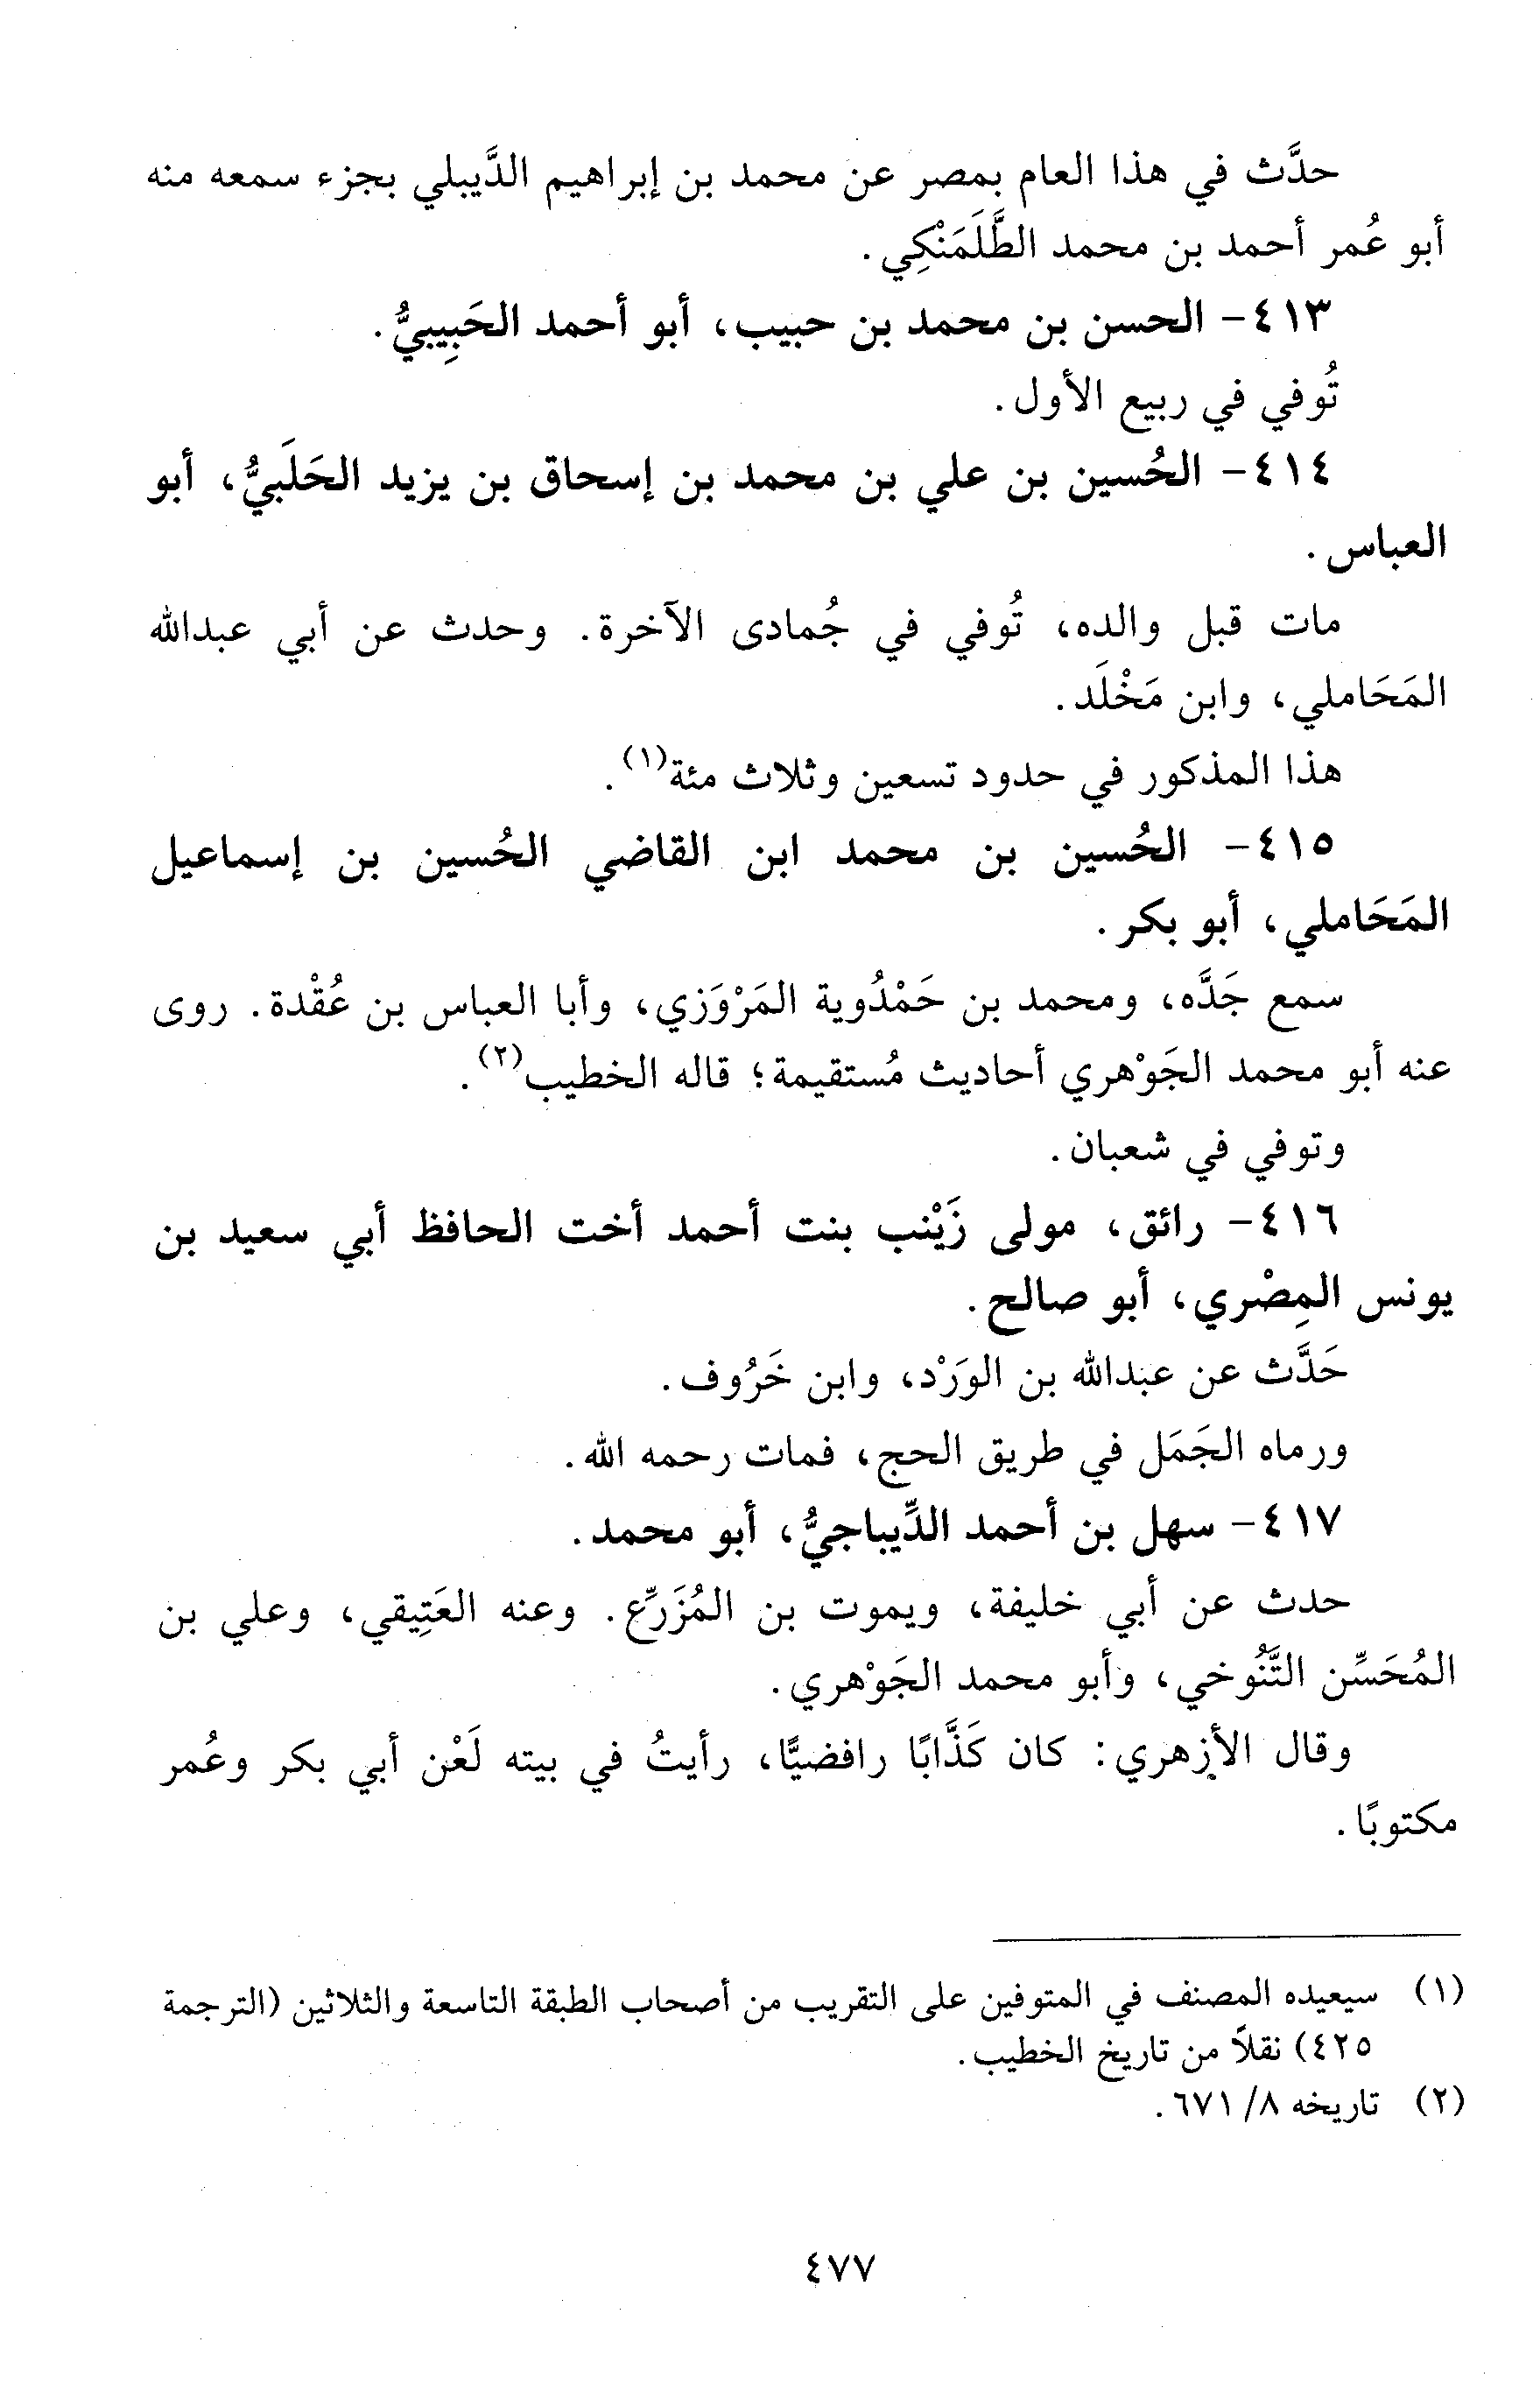 حدَّث في هذا العام بمصر عن محمد بن إبراهيم الدَّيبلي بجزء سمعه منه
أبو عُمر أحمد بن محمد الطَّلَمَنْكِي.
٤١٣- الحسن بن محمد بن حبيب، أبو أحمد الحَبِيبيُّ.
تُوفي في ربيع الأول.
٤١٤- الحُسين بن علي بن محمد بن إسحاق بن يزيد الحَلَبيُّ، أبو
العباس.
مات قبل والده، تُوفي في جُمادى الآخرة. وحدث عن أبي عبدالله
المَحَاملي، وابن مَخْلَد.
هذا المذكور في حدود تسعين وثلاث مئة(١).
٤١٥- الحُسين بن محمد ابن القاضي الحُسين بن إسماعيل
المَحَاملي، أبو بكر.
سمع جَدَّه، ومحمد بن حَمْدُوية المَرْوَزي، وأبا العباس بن عُقْدة. روى
عنه أبو محمد الجَوْهري أحاديث مُستقيمة؛ قاله الخطيب(٢).
وتوفي في شعبان.
٤١٦- رائق، مولى زَيْنب بنت أحمد أخت الحافظ أبي سعيد بن
يونس المِصْري، أبو صالح.
حَدَّث عن عبدالله بن الوَرْد، وابن خَرُوف.
ورماه الجَمَل في طريق الحج، فمات رحمه الله.
٤١٧- سهل بن أحمد الدِّيباجيُّ، أبو محمد.
حدث عن أبي خليفة، ويموت بن المُزَرِّع. وعنه العَتِيقي، وعلي بن
المُحَسِّن التَّنُوخي، وأبو محمد الجَوْهري.
وقال الأزهري: كان كَذَّابًا رافضيًّا، رأيتُ في بيته لَعْن أبي بكر وعُمر
مكتوبًا.
(١) سيعيده المصنف في المتوفين على التقريب من أصحاب الطبقة التاسعة والثلاثين (الترجمة
٤٢٥) نقلاً من تاريخ الخطيب.
(٢) تاريخه ٨/ ٦٧١.
٤٧٧